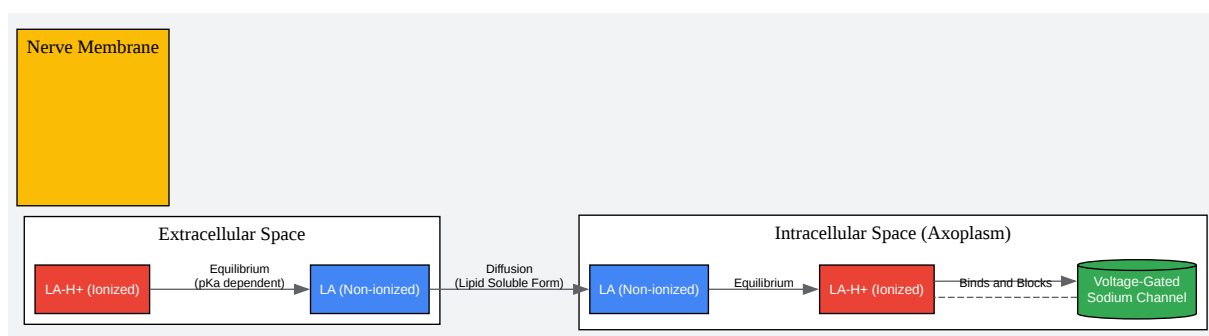 Nerve Membrane
Extracellular Space
LA-H+ (Ionized)
Equilibrium
(pKa dependent)
LA (Non-ionized)
Diffusion
(Lipid Soluble Form)
Intracellular Space (Axoplasm)
LA (Non-ionized)
Equilibrium
LA-H+ (Ionized)
Binds and Blocks
Voltage-Gated
Sodium Channel